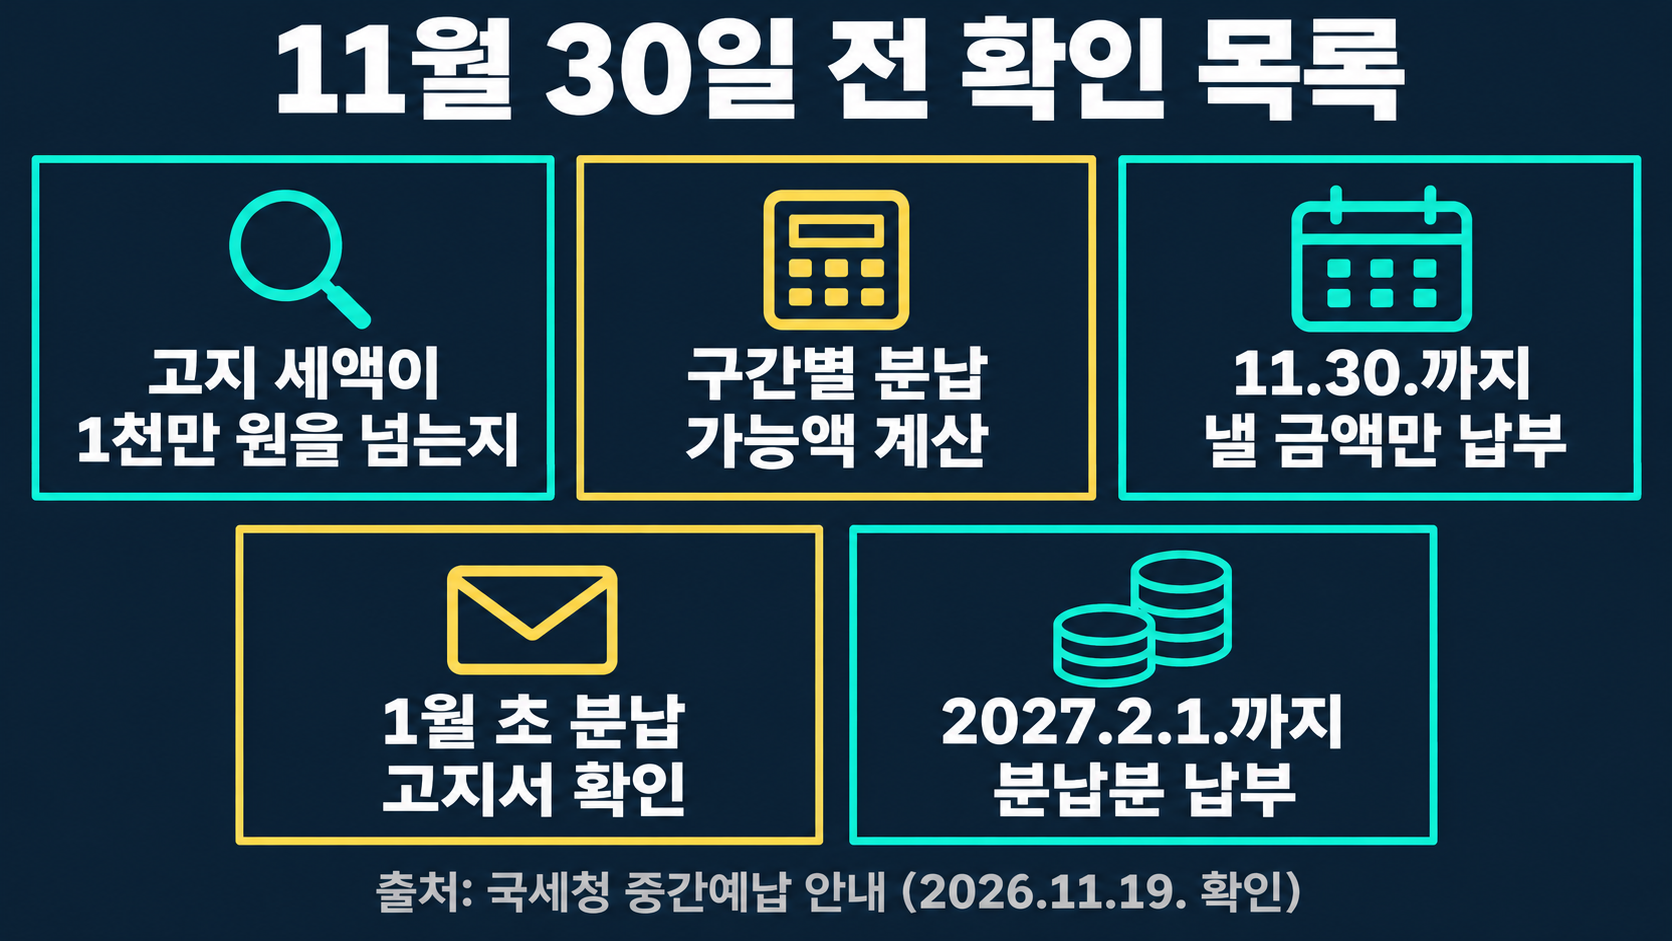 11월 30일 전 확인 목록
고지 세액이
1천만 원을 넘는지
구간별 분납
가능액 계산
11.30.까지
낼 금액만 납부
1월 초 분납
고지서 확인
2027.2.1.까지
분납분 납부
출처: 국세청 중간예납 안내 (2026.11.19. 확인)